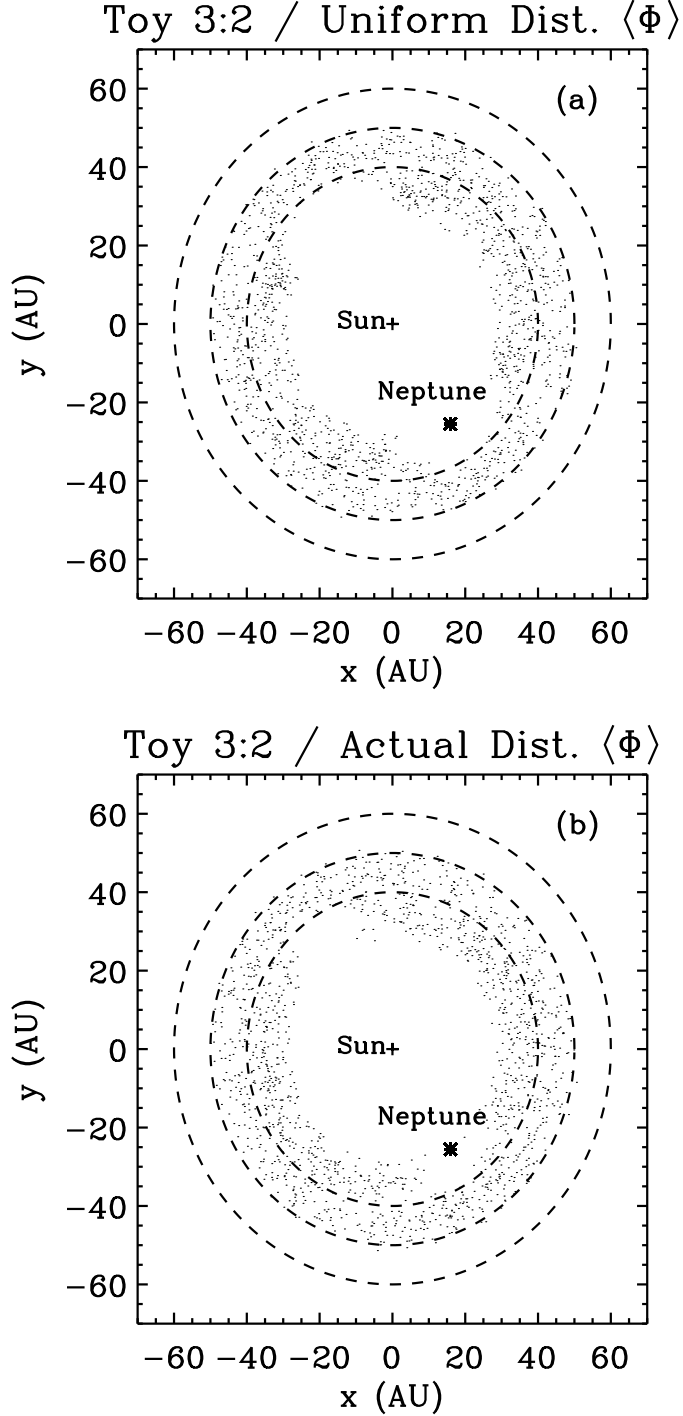 Toy 3:2 / Uniform Dist. ⟨Φ⟩
(a)
60
40
20
0
−20
−40
−60
y (AU)
Sun+
Neptune
−60 −40 −20 0 20 40 60
x (AU)
Toy 3:2 / Actual Dist. ⟨Φ⟩
(b)
60
40
20
0
−20
−40
−60
y (AU)
Sun+
Neptune
−60 −40 −20 0 20 40 60
x (AU)